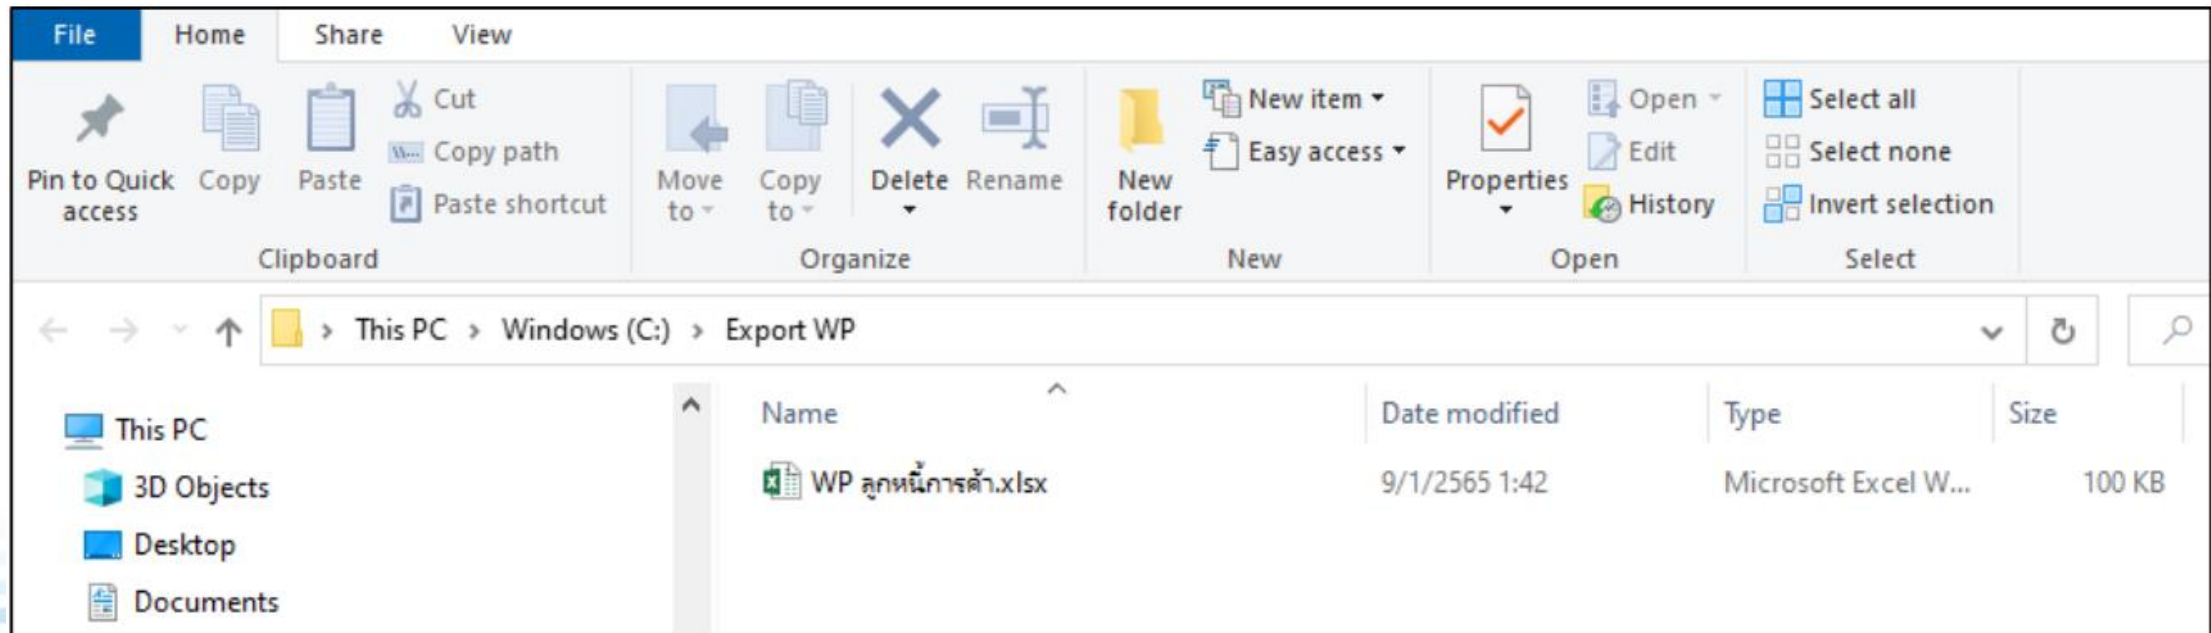 File Home Share View
Pin to Quick access Copy Paste Cut Copy path Paste shortcut Move to Copy to Delete Rename New folder New item Easy access Properties Open Edit History Select all Select none Invert selection
Clipboard Organize New Open Select
This PC > Windows (C:) > Export WP
This PC
3D Objects
Desktop
Documents
Name Date modified Type Size
WP ลูกหนี้การค้า.xlsx 9/1/2565 1:42 Microsoft Excel W... 100 KB